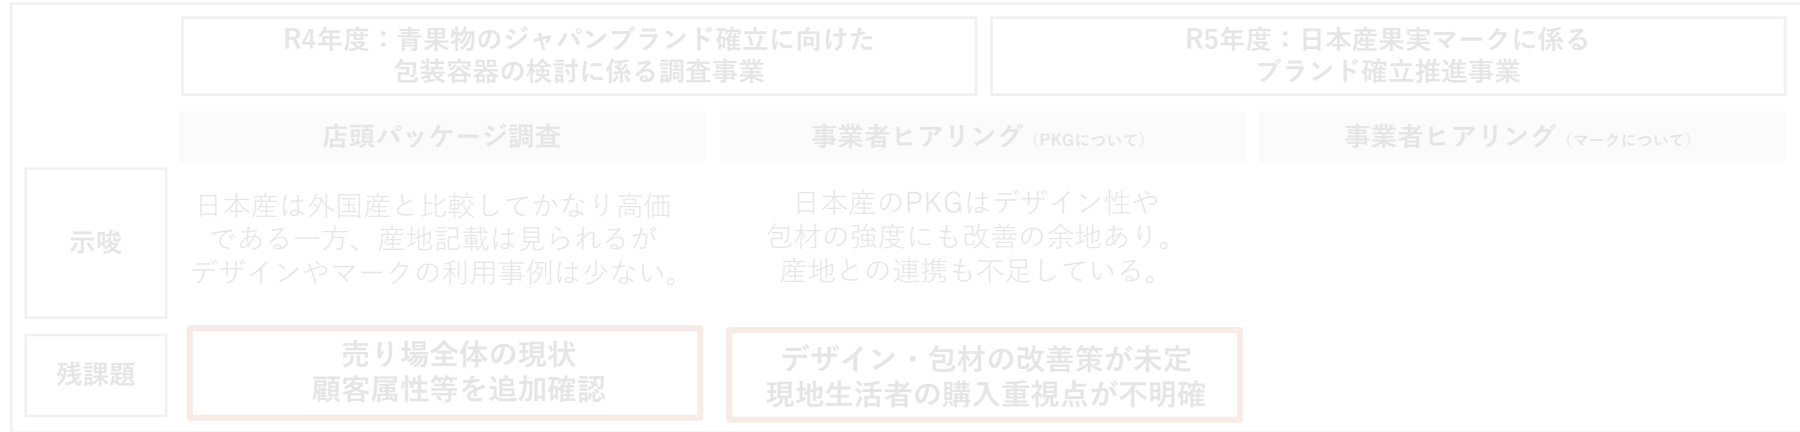 R4年度：青果物のジャパンブランド確立に向けた
包装容器の検討に係る調査事業
R5年度：日本産果実マークに係る
ブランド確立推進事業
店頭パッケージ調査
事業者ヒアリング（PKGについて）
事業者ヒアリング（マークについて）
示唆
日本産は外国産と比較してかなり高価
である一方、産地記載は見られるが
デザインやマークの利用事例は少ない。
日本産のPKGはデザイン性や
包材の強度にも改善の余地あり。
産地との連携も不足している。
残課題
売り場全体の現状
顧客属性等を追加確認
デザイン・包材の改善策が未定
現地生活者の購入重視点が不明確